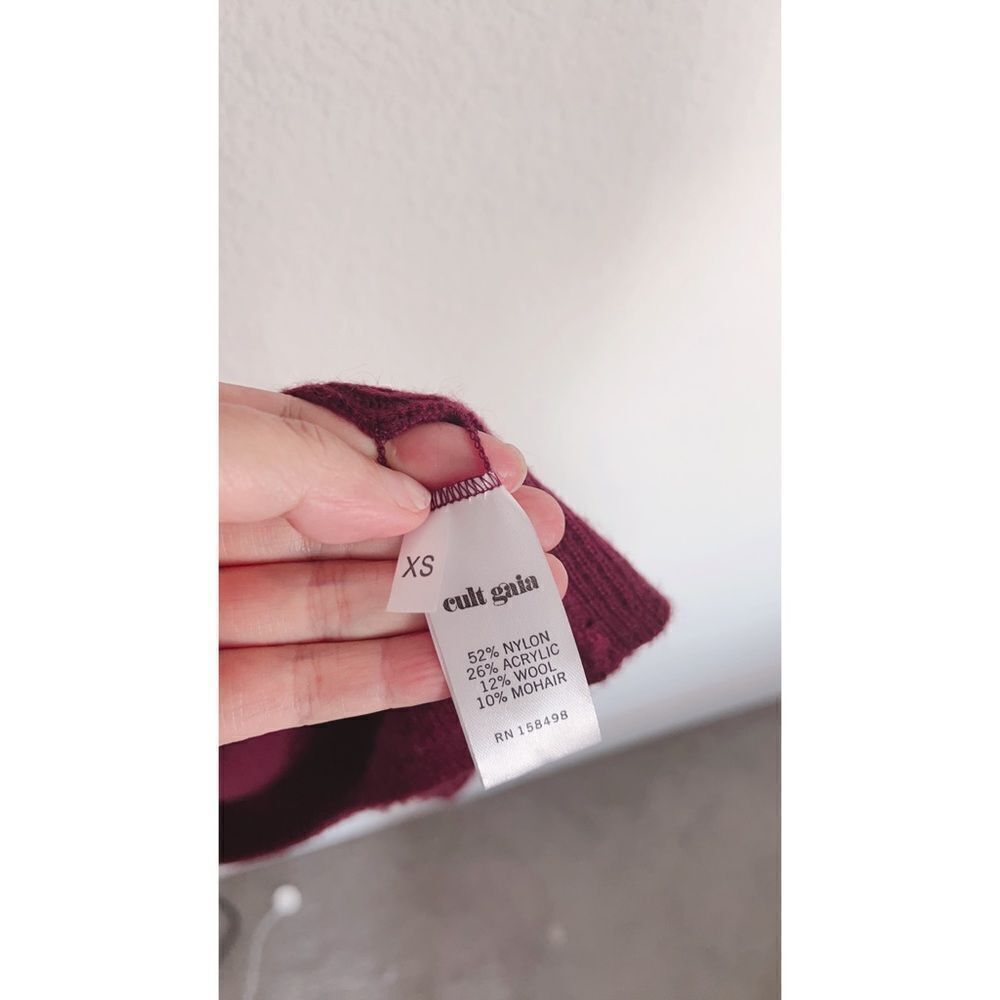 XS
cult gaia
52% NYLON
26% ACRYLIC
12% WOOL
10% MOHAIR
RN 158498